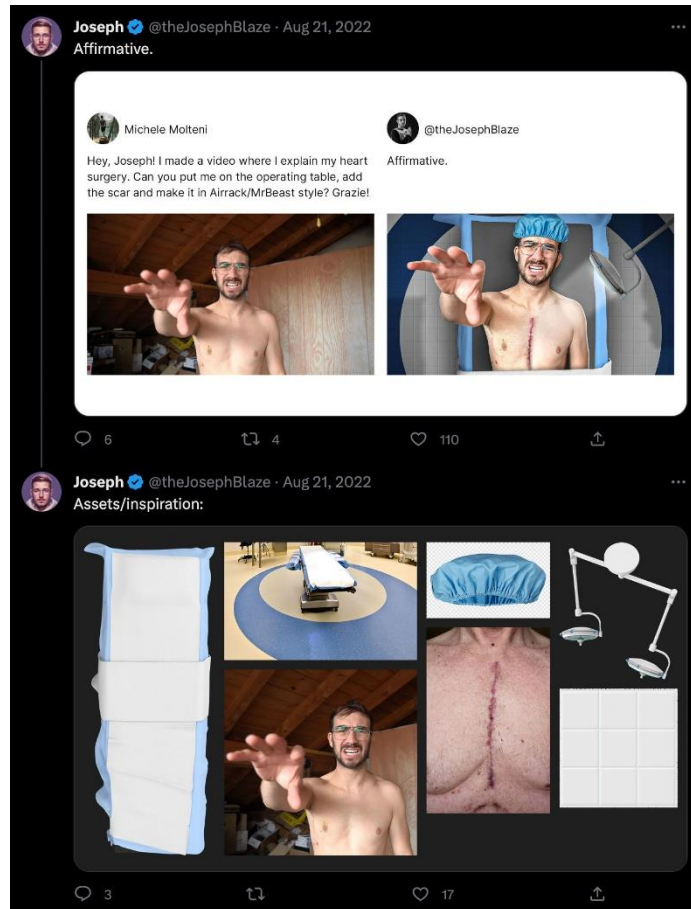 Joseph @theJosephBlaze · Aug 21, 2022
Affirmative.
Michele Molteni
Hey, Joseph! I made a video where I explain my heart
surgery. Can you put me on the operating table, add
the scar and make it in Airrack/MrBeast style? Grazie!
@theJosephBlaze
Affirmative.
6 4 110
Joseph @theJosephBlaze · Aug 21, 2022
Assets/inspiration:
3 17